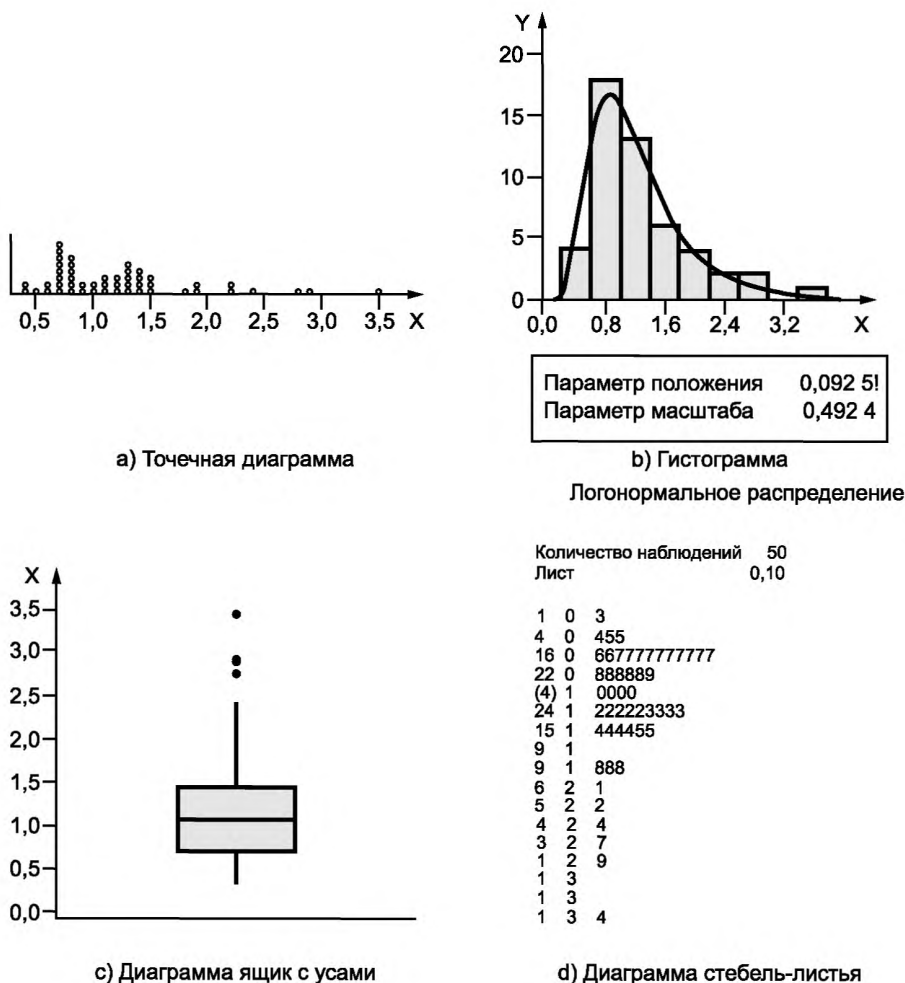 X
0,5 1,0 1,5 2,0 2,5 3,0 3,5
a) Точечная диаграмма
Y
20
15
10
5
0
0,0 0,8 1,6 2,4 3,2 X
Параметр положения 0,092 5!
Параметр масштаба 0,492 4
b) Гистограмма
Логонормальное распределение
X
3,5
3,0
2,5
2,0
1,5
1,0
0,5
0,0
c) Диаграмма ящик с усами
Количество наблюдений 50
Лист 0,10
1 0 3
4 0 455
16 0 667777777777
22 0 888889
(4) 1 0000
24 1 222223333
15 1 444455
9 1
9 1 888
6 2 1
5 2 2
4 2 4
3 2 7
1 2 9
1 3
1 3
1 3 4
d) Диаграмма стебель-листья